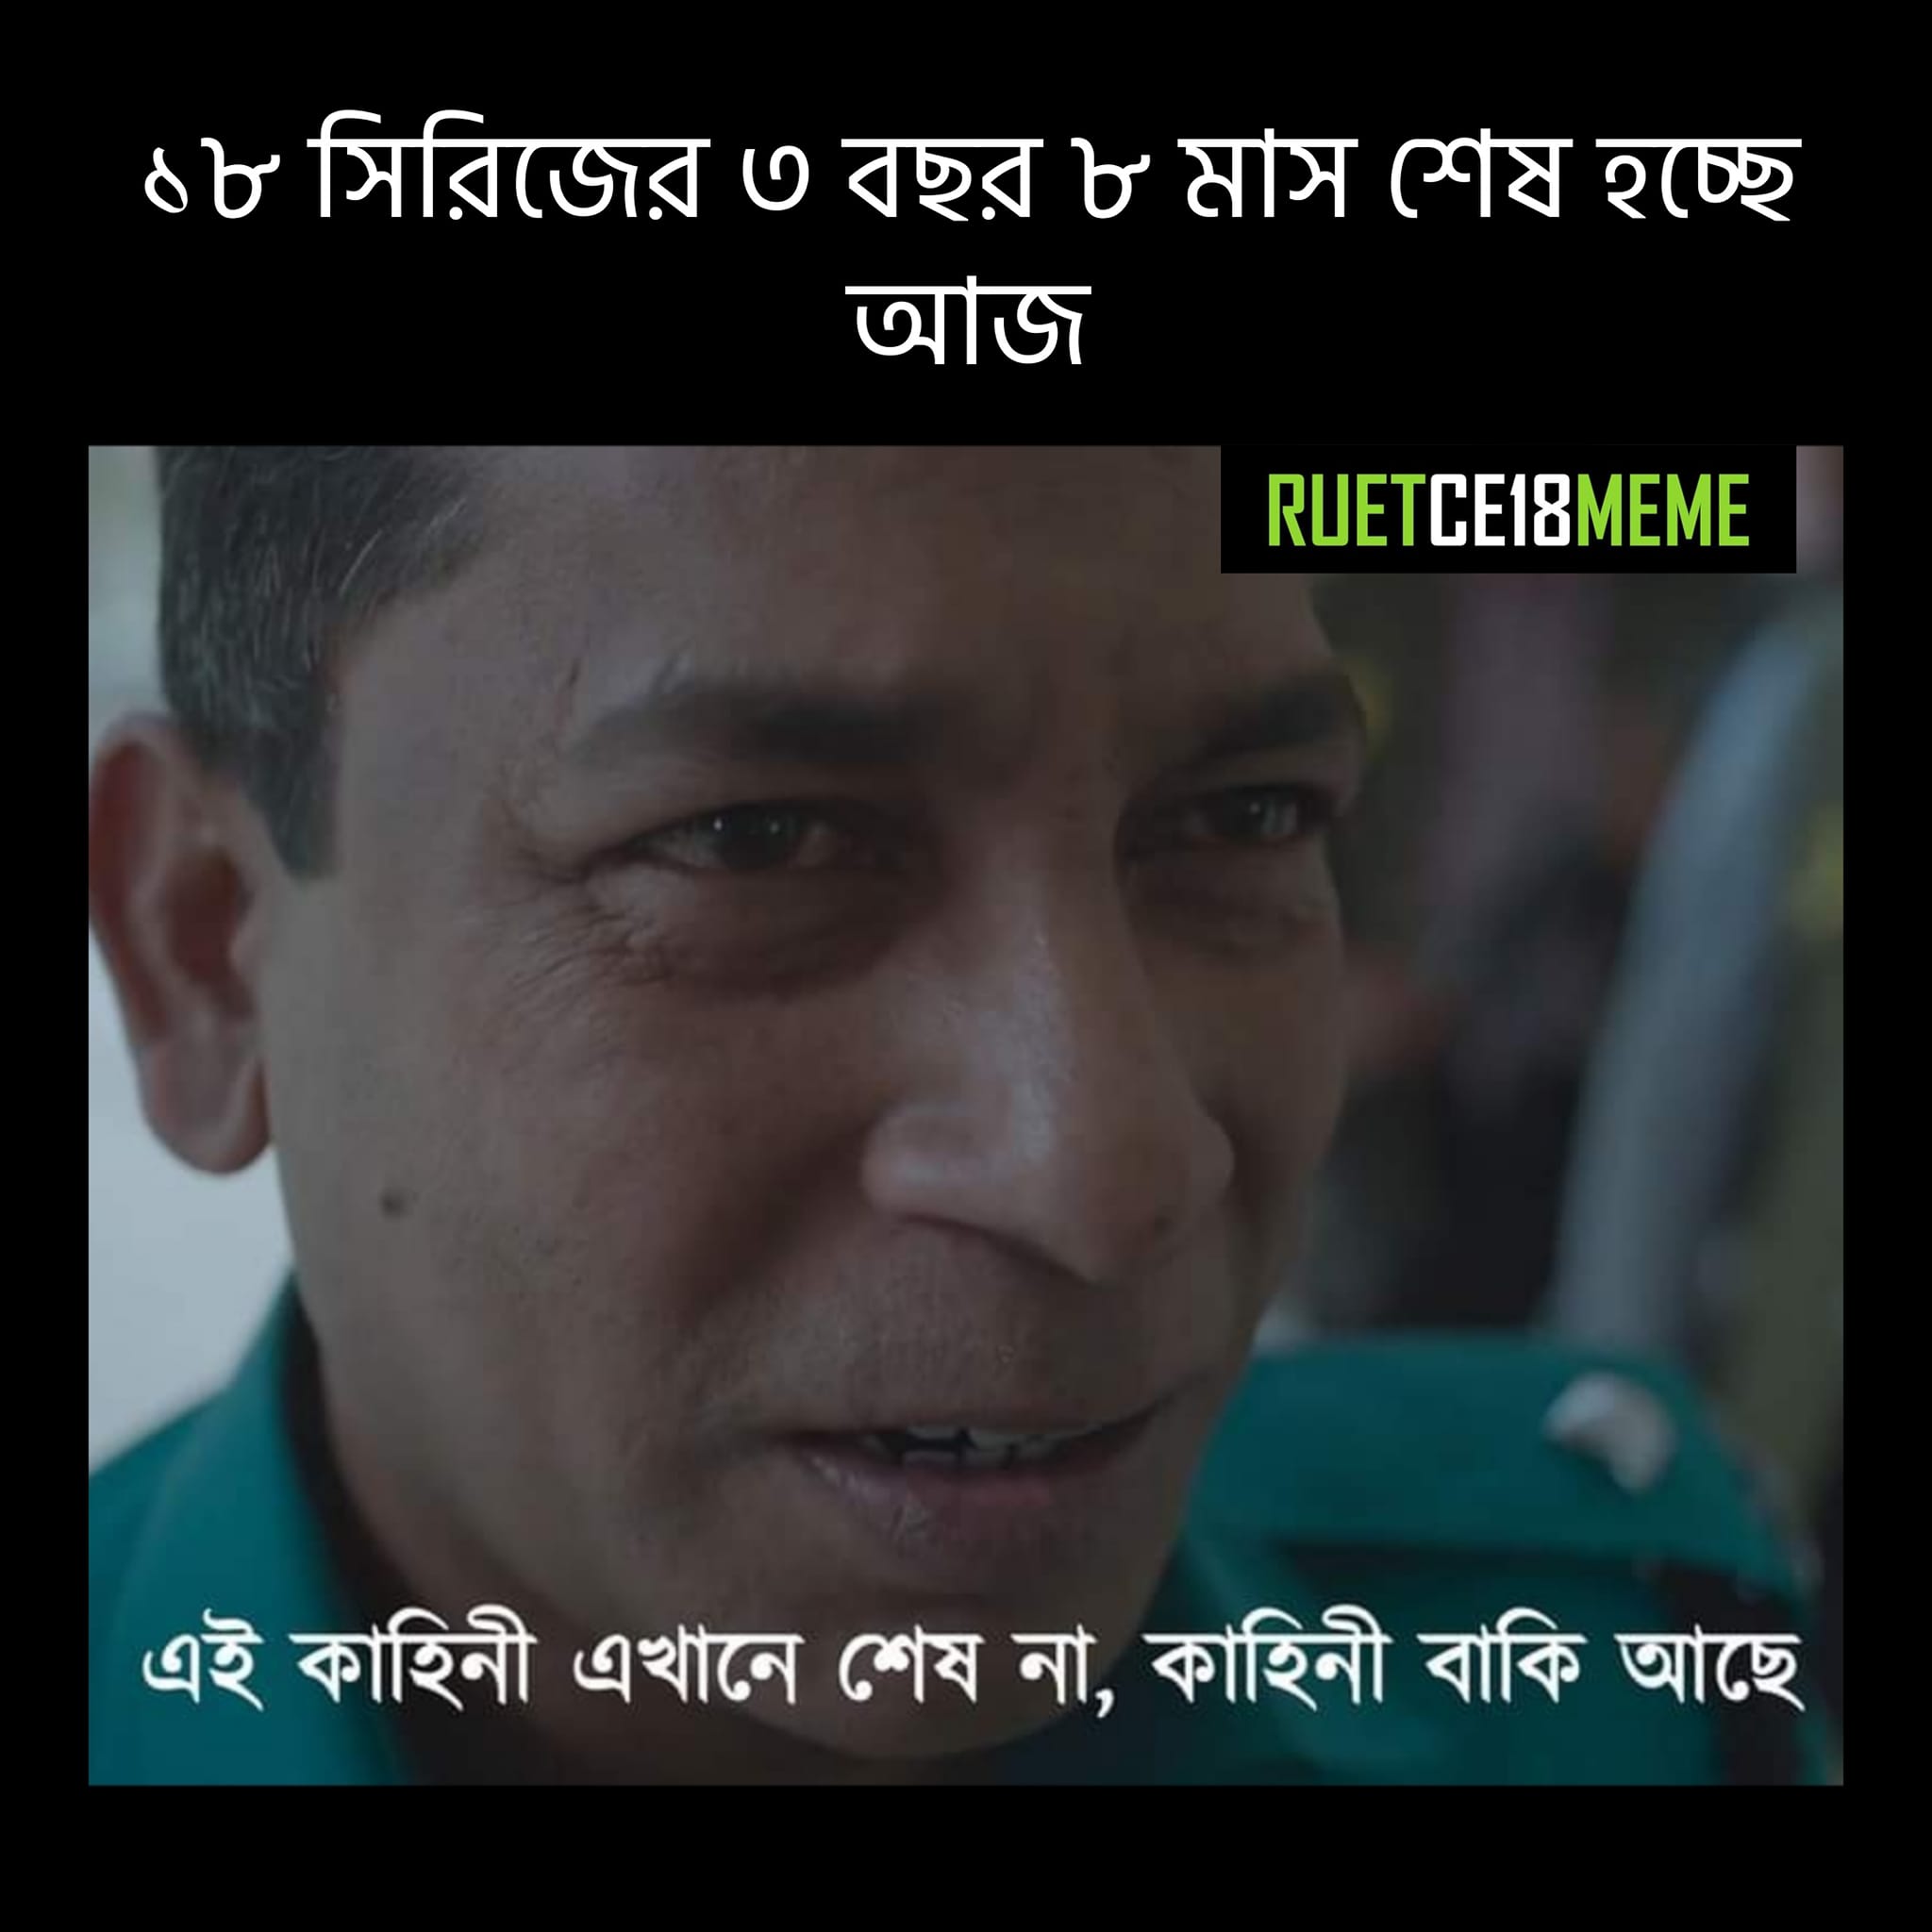 ১৮ সিরিজের ৩ বছর ৮ মাস শেষ হচ্ছে
আজ
RUETCE18MEME
এই কাহিনী এখানে শেষ না, কাহিনী বাকি আছে